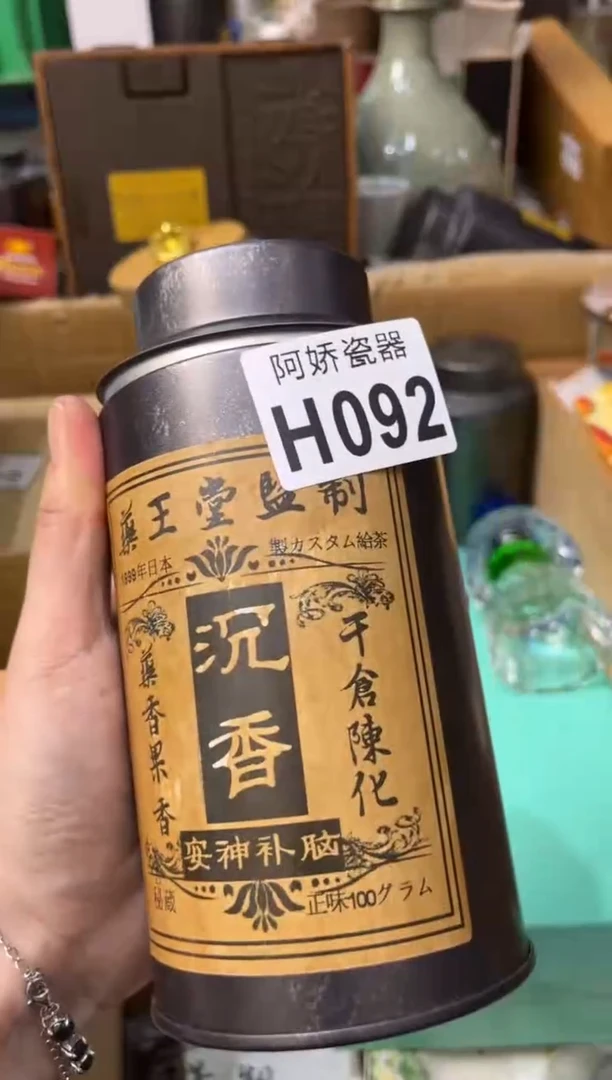 阿娇瓷器
H092
藥王堂監制
1999年日本
製カスタム給茶
沉香
干倉陳化
藥香果香
安神补脑
秘蔵
正味100グラム